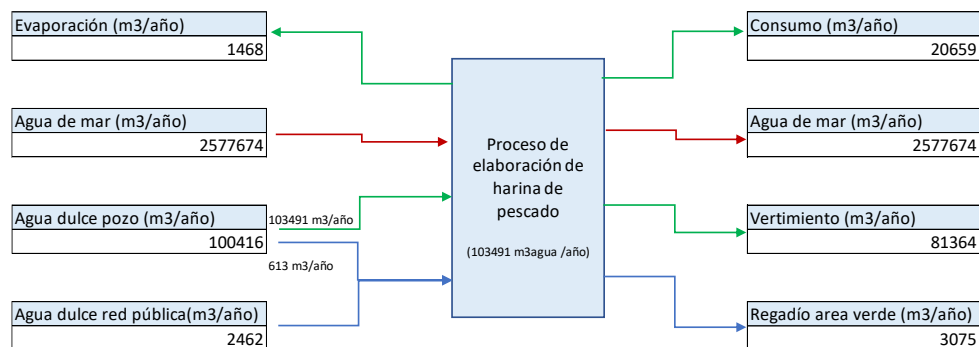 Evaporación (m3/año)
1468
Consumo (m3/año)
20659
Agua de mar (m3/año)
2577674
Proceso de
elaboración de
harina de
pescado
(103491 m3agua /año)
Agua de mar (m3/año)
2577674
Agua dulce pozo (m3/año)
100416
103491 m3/año
613 m3/año
Vertimiento (m3/año)
81364
Agua dulce red pública(m3/año)
2462
Regadío area verde (m3/año)
3075